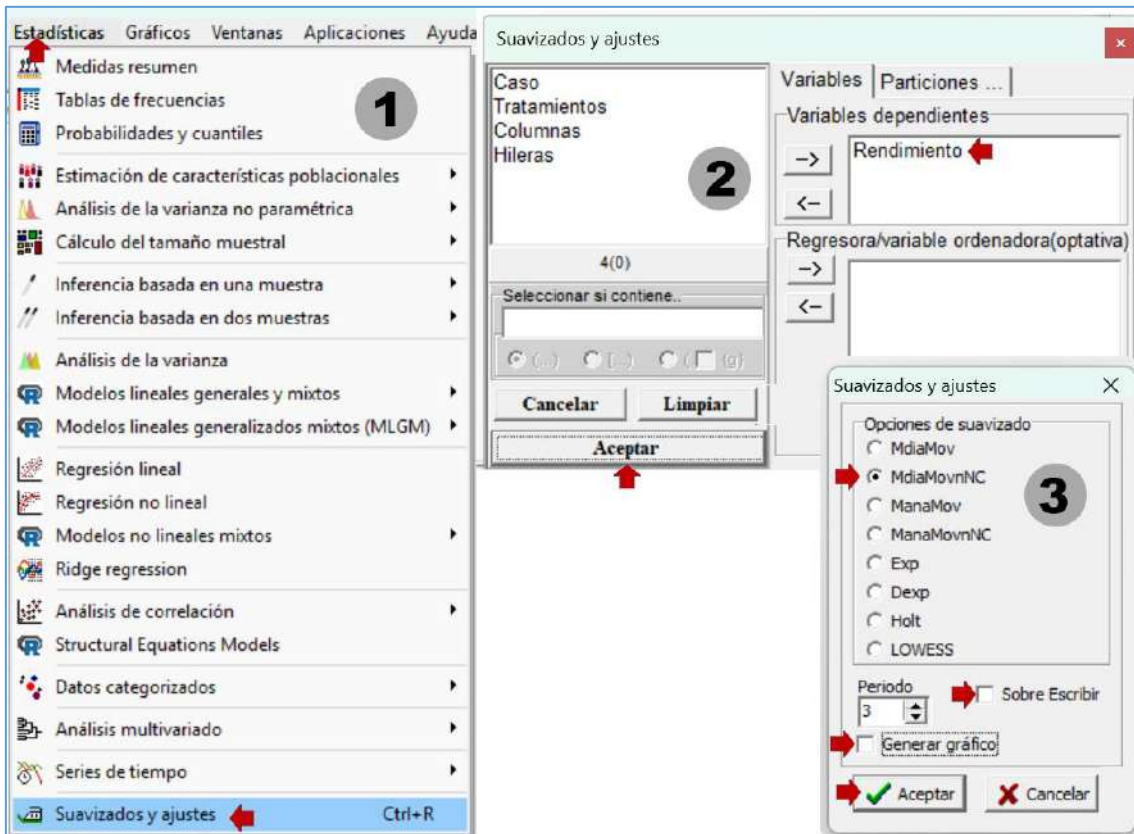 Estadísticas Gráficos Ventanas Aplicaciones Ayuda
Medidas resumen
Tablas de frecuencias
Probabilidades y cuantiles
Estimación de características poblacionales
Análisis de la varianza no paramétrica
Cálculo del tamaño muestral
Inferencia basada en una muestra
Inferencia basada en dos muestras
Análisis de la varianza
Modelos lineales generales y mixtos
Modelos lineales generalizados mixtos (MLGM)
Regresión lineal
Regresión no lineal
Modelos no lineales mixtos
Ridge regression
Análisis de correlación
Structural Equations Models
Datos categorizados
Análisis multivariado
Series de tiempo
Suavizados y ajustes Ctrl+R
1
Suavizados y ajustes
x
Caso
Tratamientos
Columnas
Hileras
2
4(0)
Seleccionar si contiene..
(...) [...) ( {g}
Cancelar Limpiar
Aceptar
Variables Particiones ...
Variables dependientes
-> Rendimiento
<-
Regresora/variable ordenadora(optativa)
->
<-
Suavizados y ajustes X
Opciones de suavizado
MdiaMov
MdiaMovnNC
ManaMov
ManaMovnNC
Exp
Dexp
Holt
LOWESS
3
Periodo
3
Sobre Escribir
Generar gráfico
Aceptar Cancelar